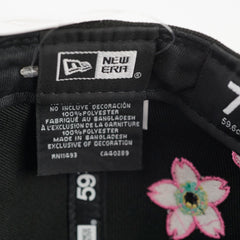 NEW ERA
NO INCLUYE DECORACIÓN
100%POLYESTER
FABRIQUÉ AU BANGLADESH
À L'EXCLUSION DE LA GARNITURE
100%POLYESTER
MADE IN BANGLADESH
EXCLUSIVE OF DECORATION
RN11493 CA00289
59
7